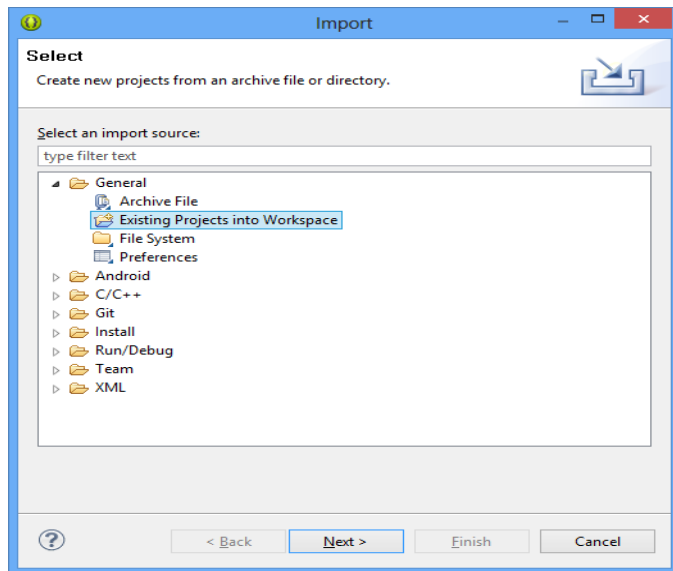 Import
Select
Create new projects from an archive file or directory.
Select an import source:
type filter text
General
Archive File
Existing Projects into Workspace
File System
Preferences
Android
C/C++
Git
Install
Run/Debug
Team
XML
?
< Back
Next >
Finish
Cancel